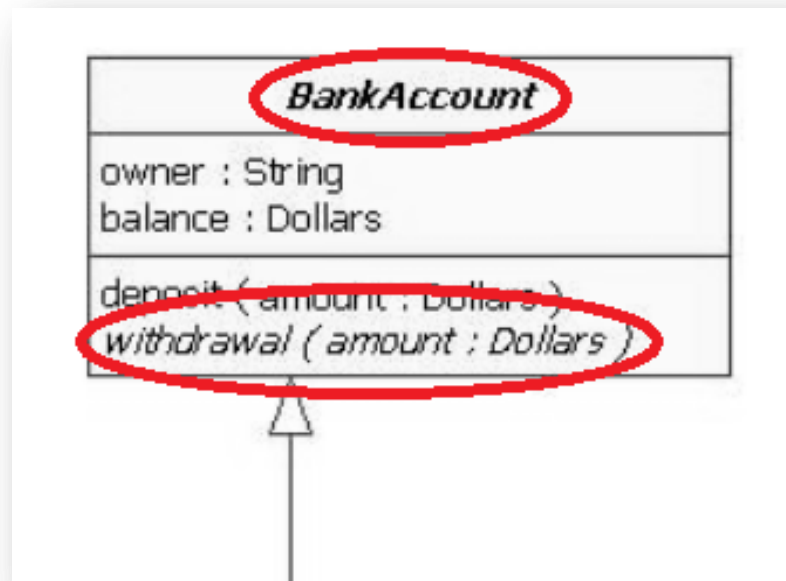 BankAccount
owner : String
balance : Dollars
deposit ( amount : Dollars )
withdrawal ( amount : Dollars )